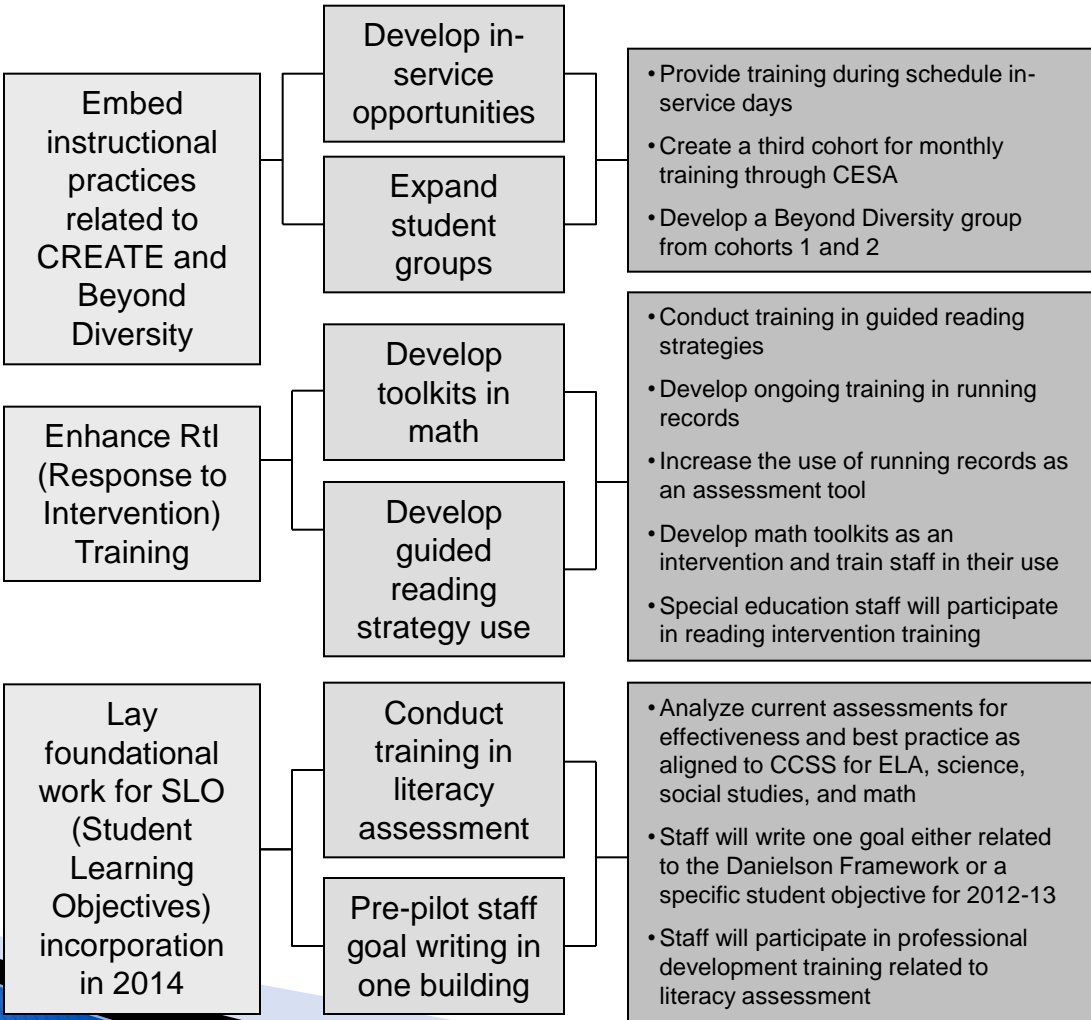 Embed
instructional
practices
related to
CREATE and
Beyond
Diversity
Develop in-
service
opportunities
Expand
student
groups
• Provide training during schedule in-
service days
• Create a third cohort for monthly
training through CESA
• Develop a Beyond Diversity group
from cohorts 1 and 2
Enhance RtI
(Response to
Intervention)
Training
Develop
toolkits in
math
Develop
guided
reading
strategy use
• Conduct training in guided reading
strategies
• Develop ongoing training in running
records
• Increase the use of running records as
an assessment tool
• Develop math toolkits as an
intervention and train staff in their use
• Special education staff will participate
in reading intervention training
Lay
foundational
work for SLO
(Student
Learning
Objectives)
incorporation
in 2014
Conduct
training in
literacy
assessment
Pre-pilot staff
goal writing in
one building
• Analyze current assessments for
effectiveness and best practice as
aligned to CCSS for ELA, science,
social studies, and math
• Staff will write one goal either related
to the Danielson Framework or a
specific student objective for 2012-13
• Staff will participate in professional
development training related to
literacy assessment